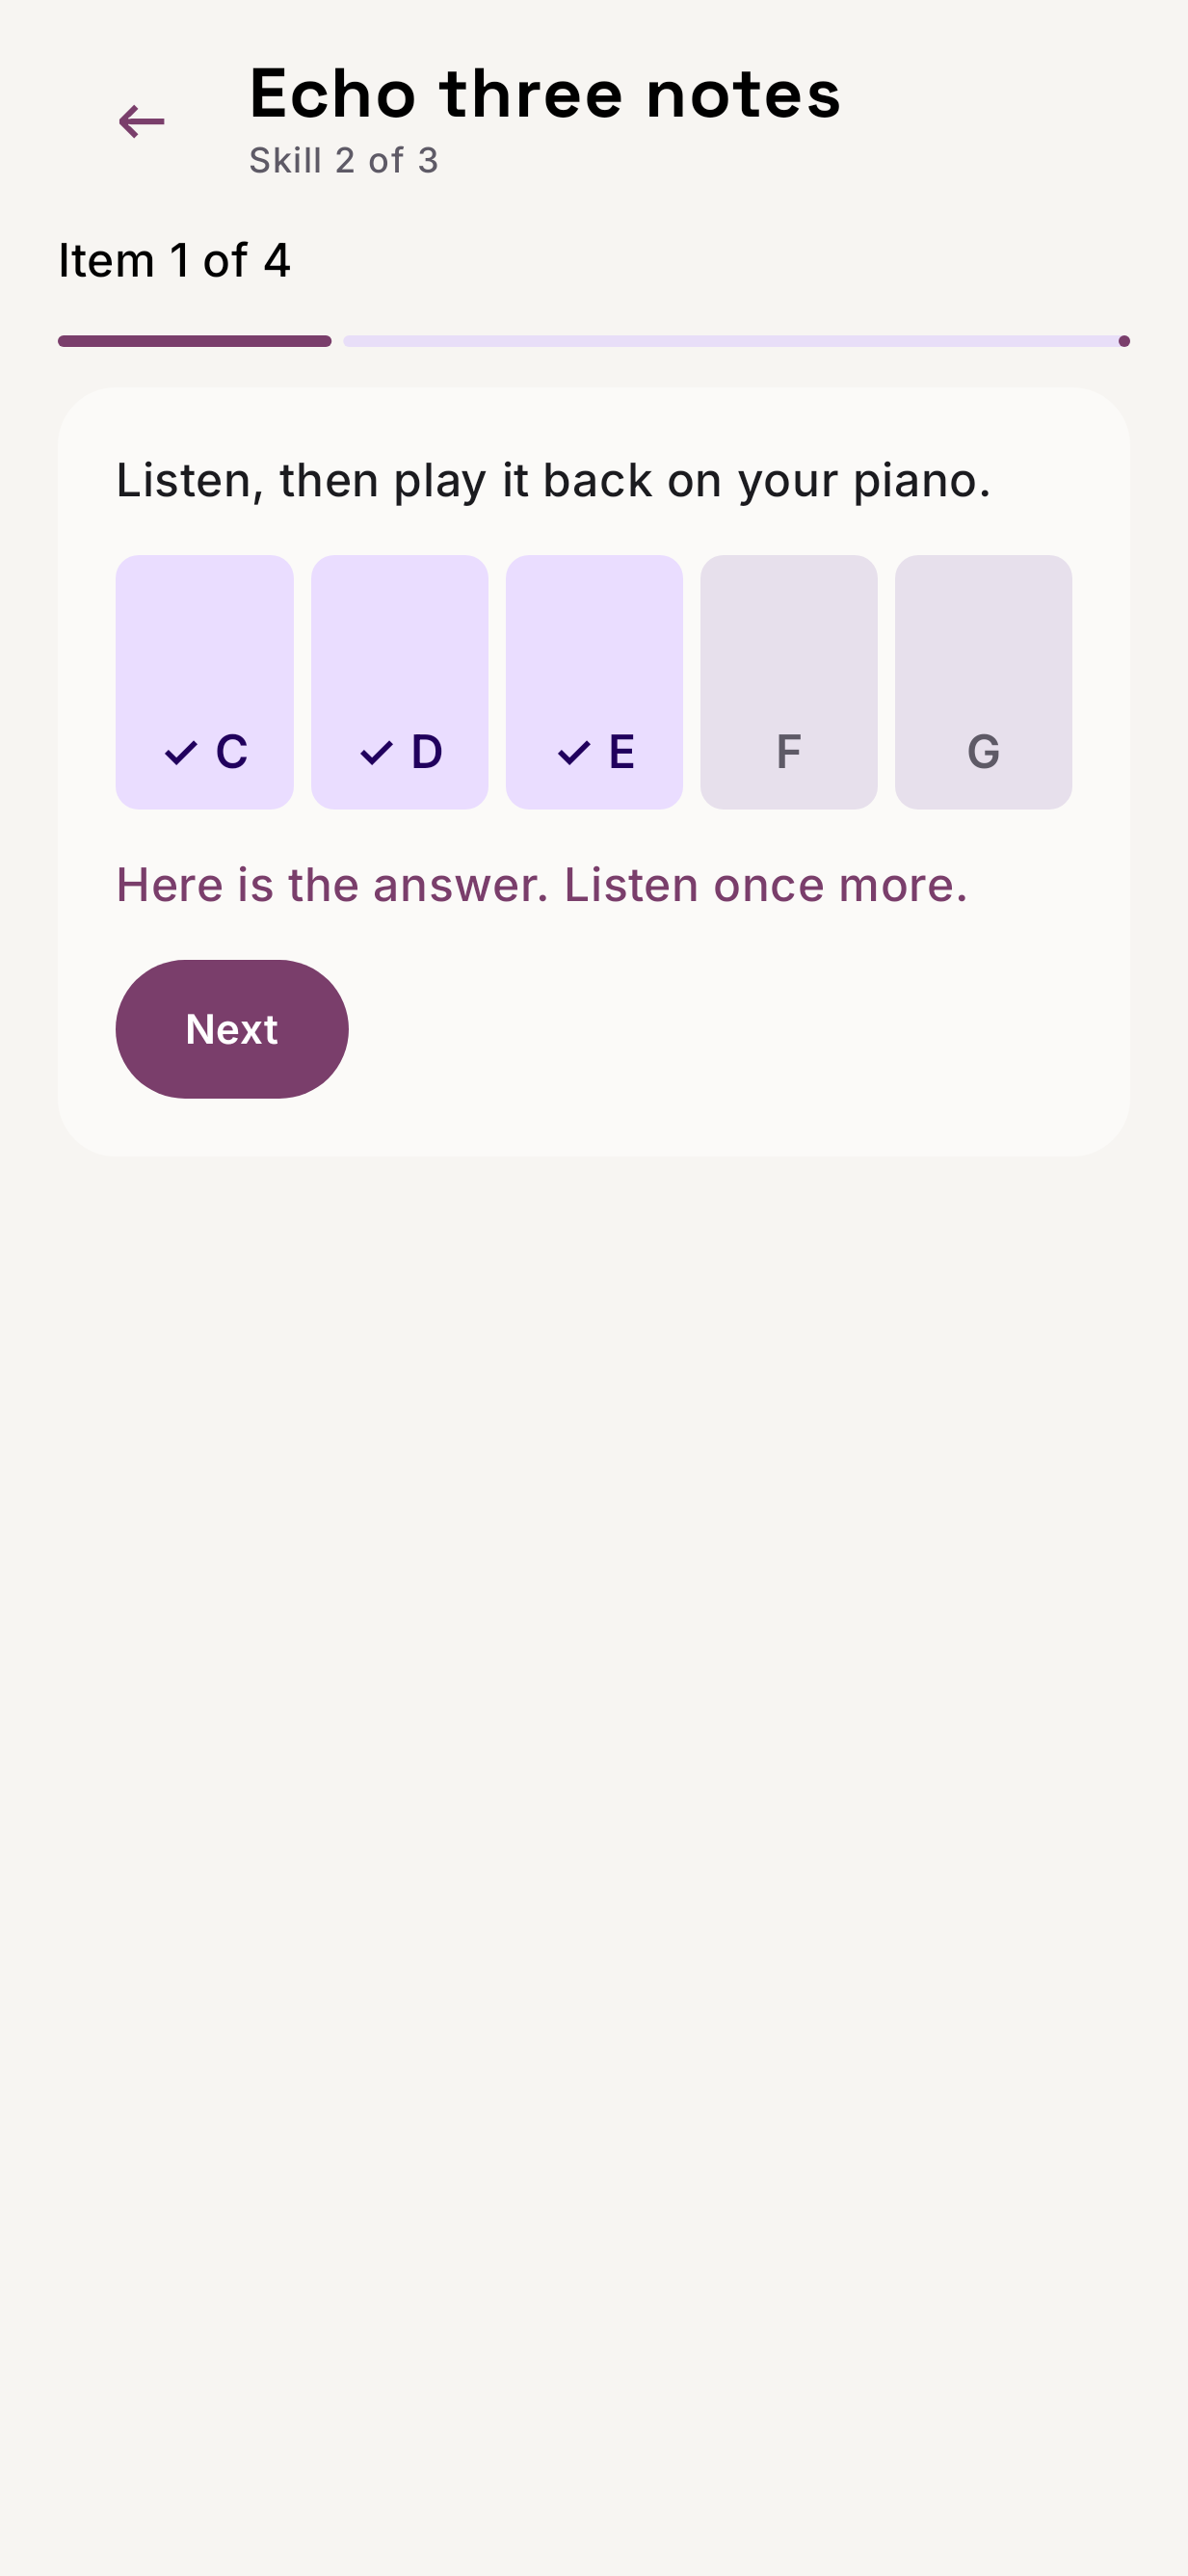 Echo three notes
Skill 2 of 3
Item 1 of 4
Listen, then play it back on your piano.
✓ C ✓ D ✓ E F G
Here is the answer. Listen once more.
Next